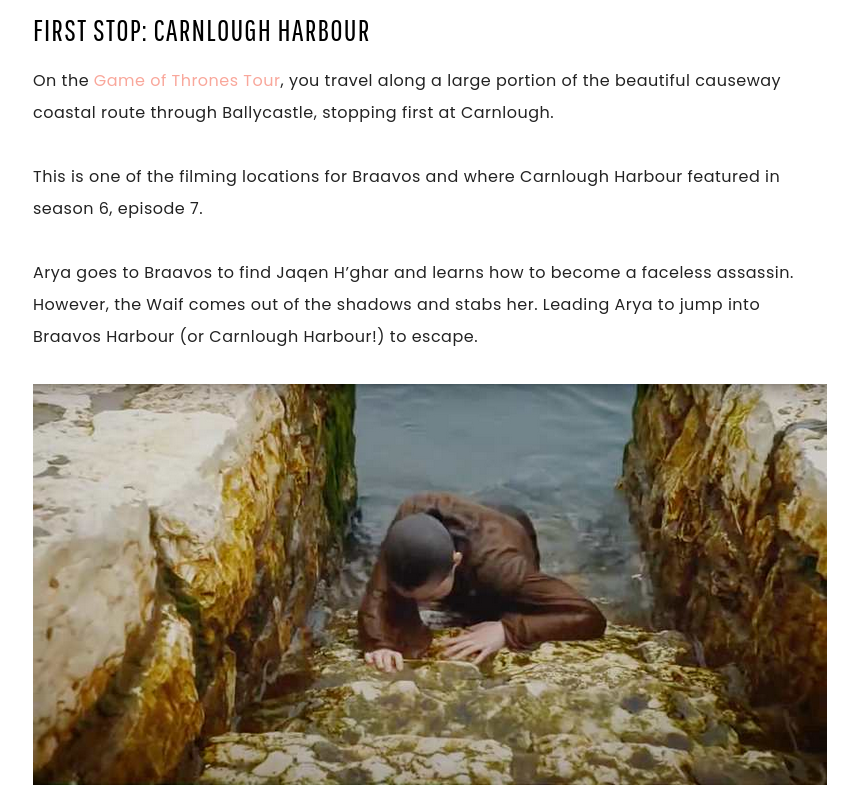 FIRST STOP: CARNLOUGH HARBOUR
On the Game of Thrones Tour, you travel along a large portion of the beautiful causeway
coastal route through Ballycastle, stopping first at Carnlough.
This is one of the filming locations for Braavos and where Carnlough Harbour featured in
season 6, episode 7.
Arya goes to Braavos to find Jaqen H’ghar and learns how to become a faceless assassin.
However, the Waif comes out of the shadows and stabs her. Leading Arya to jump into
Braavos Harbour (or Carnlough Harbour!) to escape.